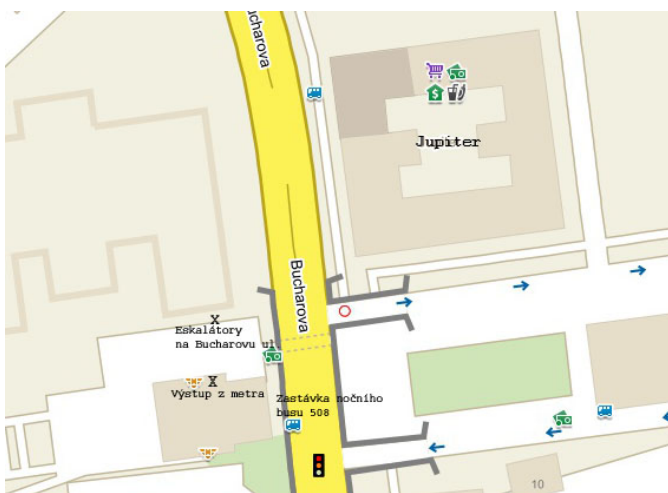 Bucharova
Jupiter
Bucharova
X
Eskalátory
na Bucharovu ul.
X
Výstup z metra
Zastávka nočního
busu 508
10